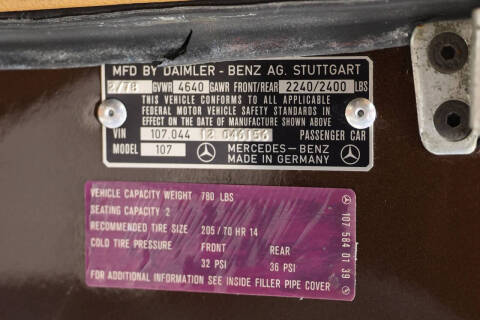 MFD BY DAIMLER - BENZ AG. STUTTGART
2/78 GVWR 4640 GAWR FRONT/REAR 2240/2400 LBS
THIS VEHICLE CONFORMS TO ALL APPLICABLE
FEDERAL MOTOR VEHICLE SAFETY STANDARDS IN
EFFECT ON THE DATE OF MANUFACTURE SHOWN ABOVE
VIN 107.044 12 046156 PASSENGER CAR
MODEL 107 MERCEDES-BENZ
MADE IN GERMANY
VEHICLE CAPACITY WEIGHT 780 LBS
SEATING CAPACITY 2
RECOMMENDED TIRE SIZE 205/70 HR 14
COLD TIRE PRESSURE FRONT REAR
32 PSI 36 PSI
FOR ADDITIONAL INFORMATION SEE INSIDE FILLER PIPE COVER
107 584 01 39